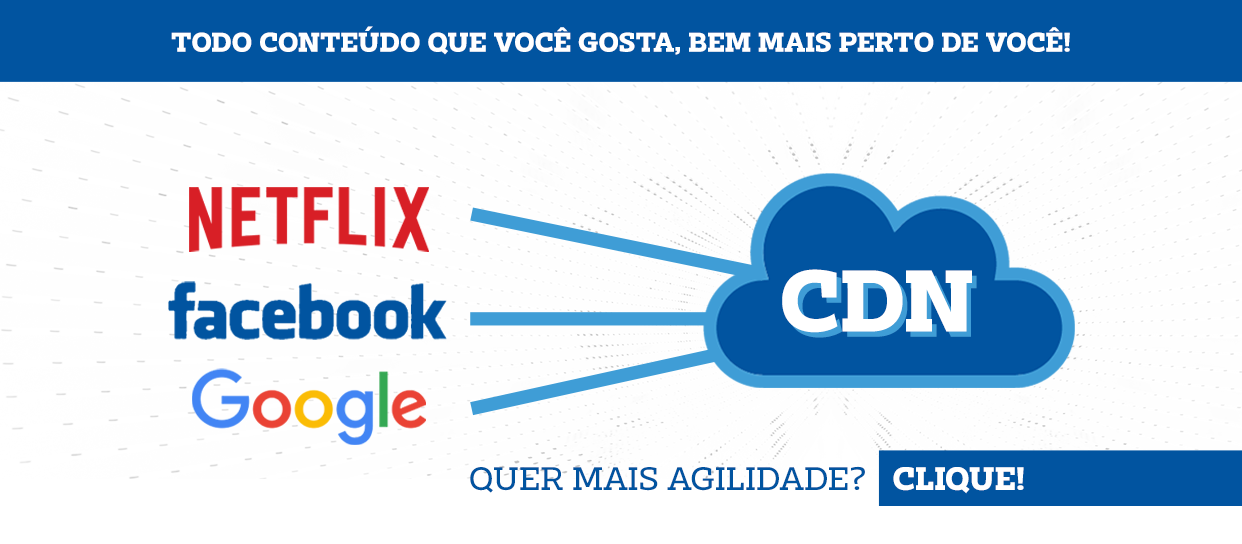 TODO CONTEÚDO QUE VOCÊ GOSTA, BEM MAIS PERTO DE VOCÊ!
NETFLIX
facebook
Google
CDN
QUER MAIS AGILIDADE? CLIQUE!